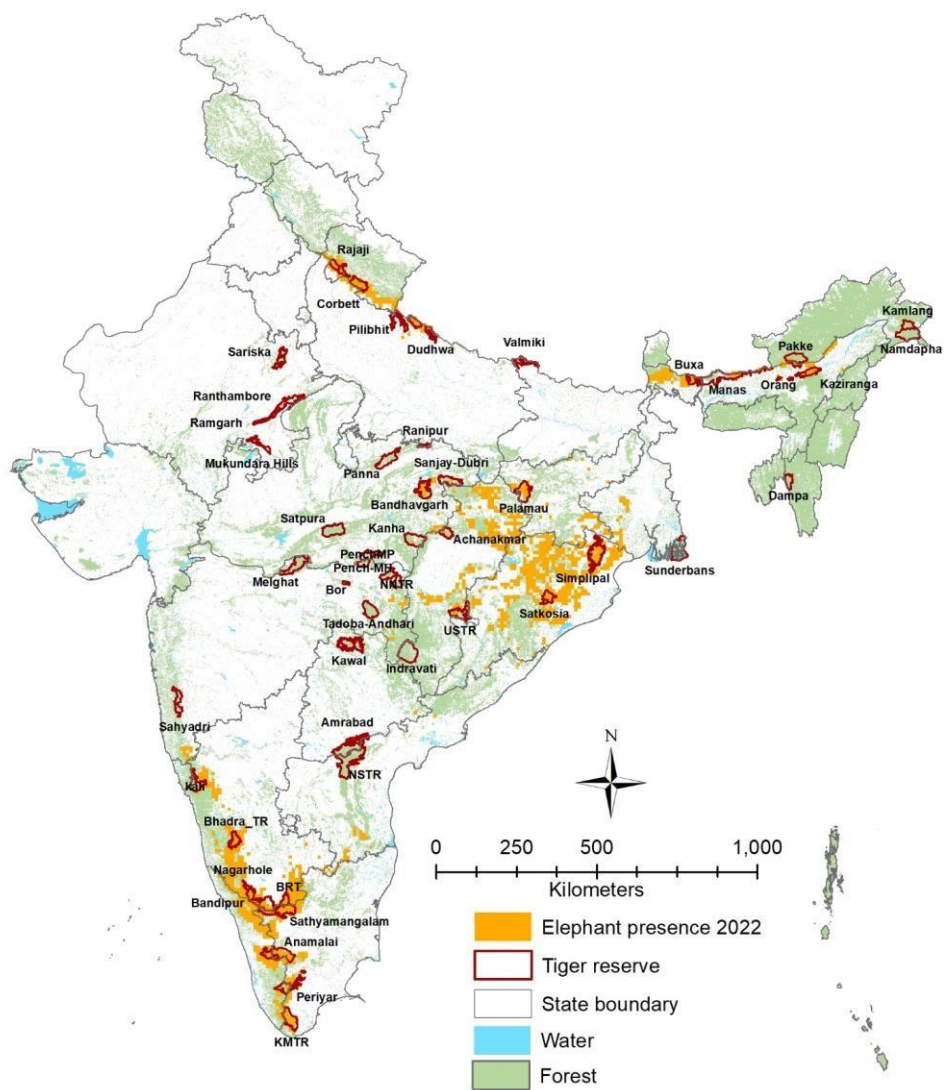 Rajaji
Corbett
Pilibhit
Dudhwa
Valmiki
Kamlang
Namdapha
Pakke
Buxa
Manas
Orang
Kaziranga
Sariska
Ranthambore
Ramgarh
Mukundara Hills
Ranipur
Panna
Sanjay-Dubri
Bandhavgarh
Palamau
Dampa
Satpura
Kanha
Achanakmar
Melghat
Pench-MP
Pench-MH
NNTR
Bor
Simplipal
Sunderbans
Satkosia
Tadoba-Andhari
USTR
Kawal
Indravati
Sahyadri
Amrabad
NSTR
Kali
Bhadra_TR
Nagarhole
BRT
Bandipur
Sathyamangalam
Anamalai
Periyar
KMTR
N
0 250 500 1,000
Kilometers
Elephant presence 2022
Tiger reserve
State boundary
Water
Forest